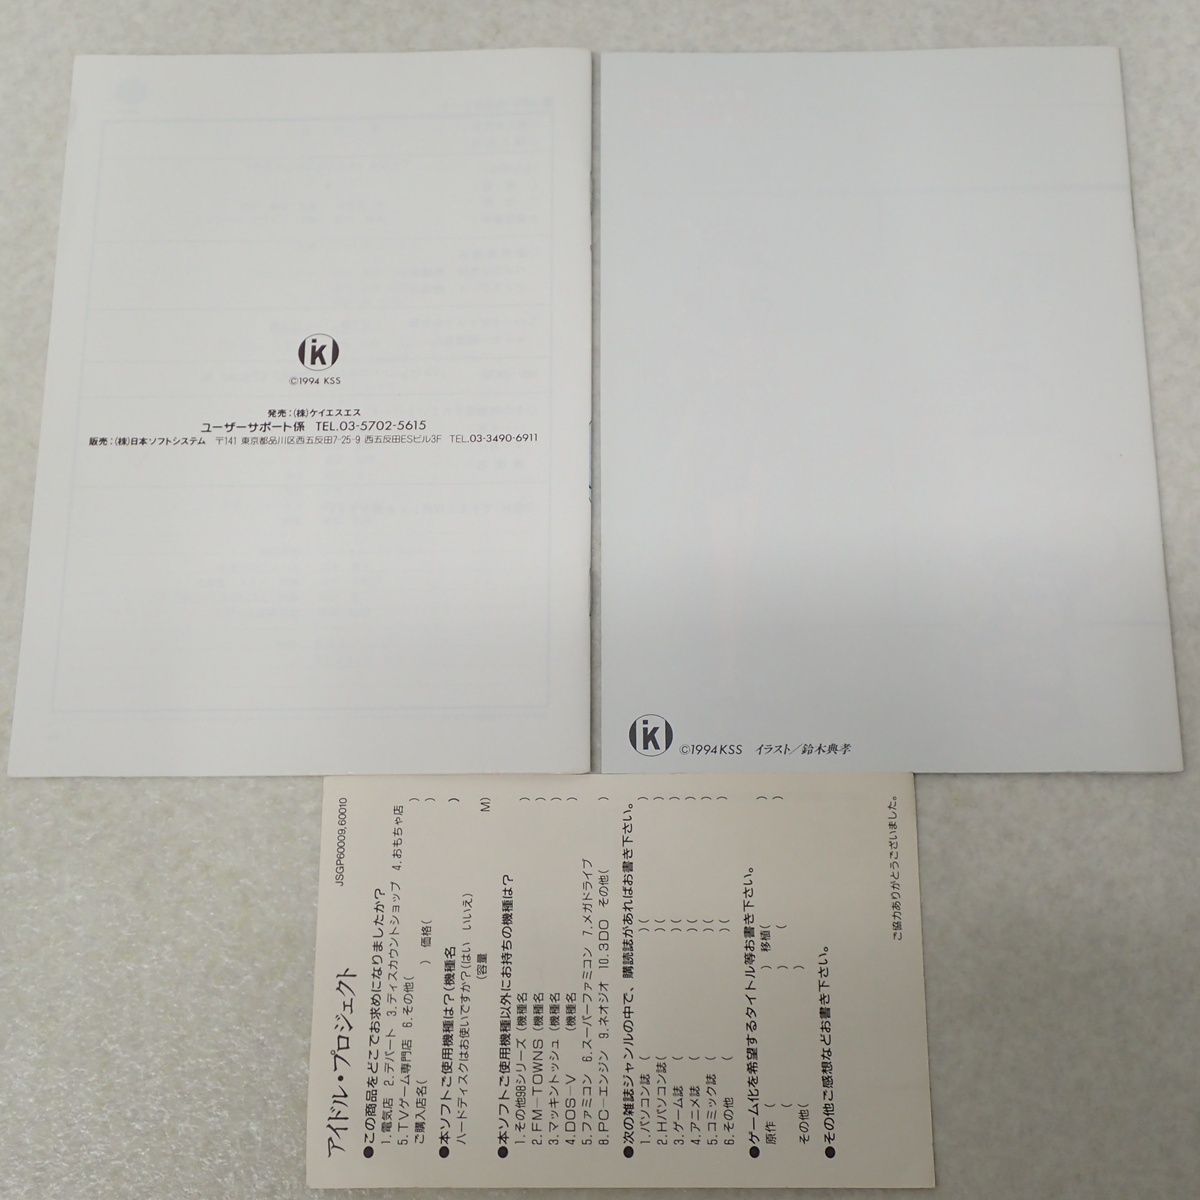 ©1994 KSS
発売：(株)ケイエスエス
ユーザーサポート係 TEL.03-5702-5615
販売：(株)日本ソフトシステム 〒141 東京都品川区西五反田7-25-9 西五反田ESビル3F TEL.03-3490-6911
©1994 KSS イラスト／鈴木典孝
アイドル・プロジェクト JSGP60009,60010
●この商品をどこでお求めになりましたか？
1.電気店 2.デパート 3.ディスカウントショップ 4.おもちゃ店
5.TVゲーム専門店 6.その他( )
ご購入店名( ) 価格( )
●本ソフトご使用機種は？(機種名 )
ハードディスクはお使いですか？(はい いいえ)
(容量 M)
●本ソフトご使用機種以外にお持ちの機種は？
1.その他98シリーズ (機種名 )
2.FM-TOWNS (機種名 )
3.マッキントッシュ (機種名 )
4.DOS-V (機種名 )
5.ファミコン 6.スーパーファミコン 7.メガドライブ
8.PC-エンジン 9.ネオジオ 10.3DO その他( )
●次の雑誌ジャンルの中で、購読誌があればお書き下さい。
1.パソコン誌 ( )( )
2.Hパソコン誌( )( )
3.ゲーム誌 ( )( )
4.アニメ誌 ( )( )
5.コミック誌 ( )( )
6.その他 ( )( )
●ゲーム化を希望するタイトル等お書き下さい。
原作 ( ) 移植( )
( ) ( )
その他( )
●その他ご感想などお書き下さい。
ご協力ありがとうございました。